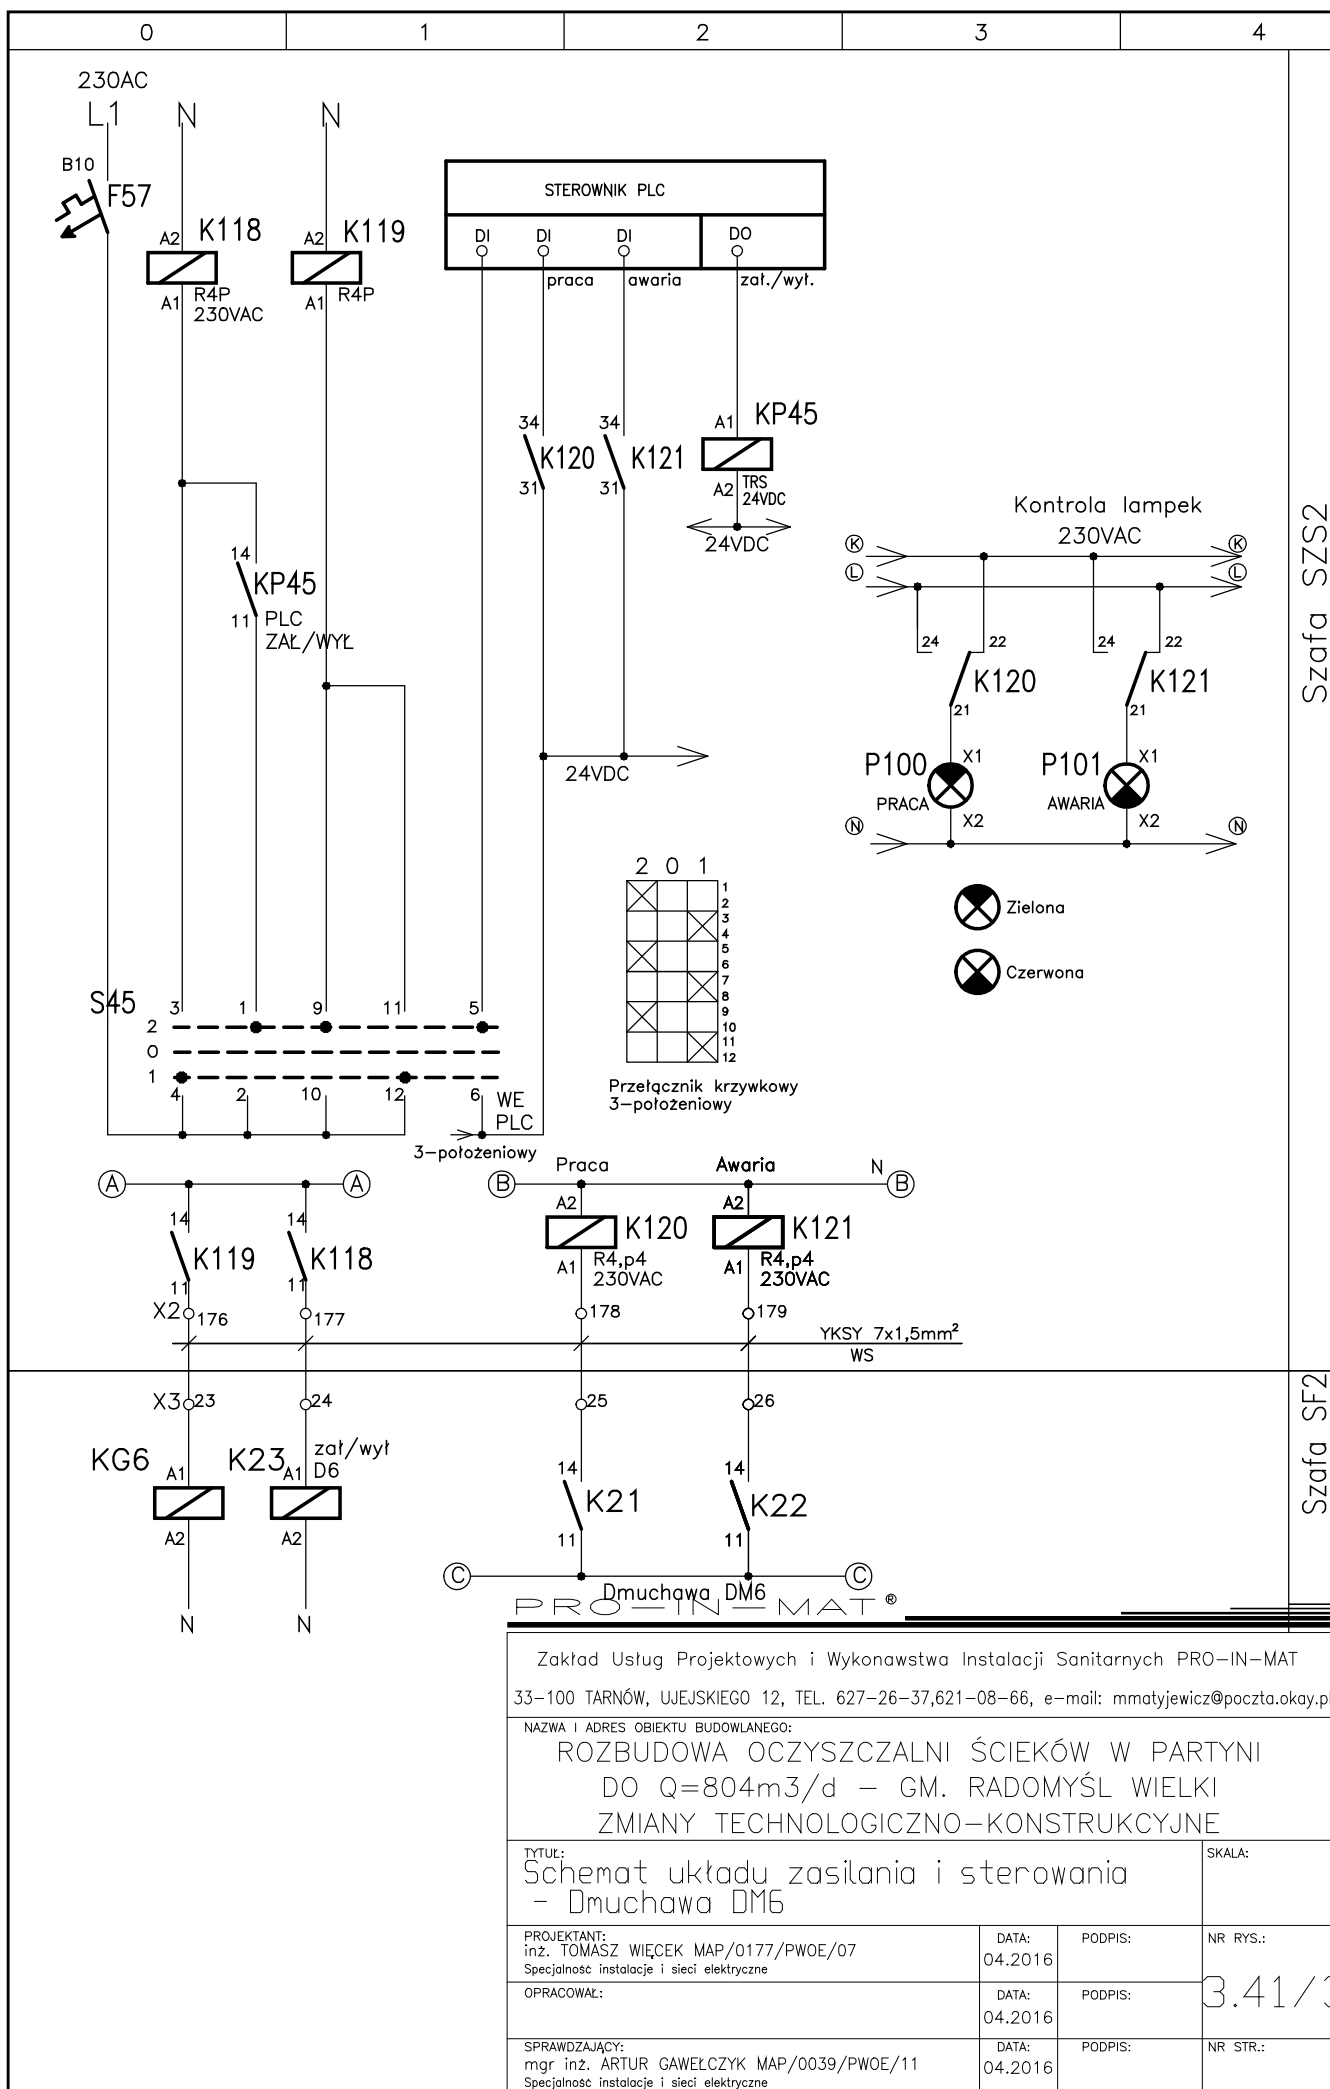 0 1 2 3 4
230AC
L1 N N
B10
F57
A2 K118
A1 R4P
230VAC
A2 K119
A1 R4P
STEROWNIK PLC
DI DI DI DO
praca awaria zał./wył.
34
K120
31
34
K121
31
A1 KP45
A2 TRS
24VDC
24VDC
14
KP45
11 PLC
ZAŁ/WYŁ
24VDC
Kontrola lampek
230VAC
K K
L L
24 22
K120
21
24 22
K121
21
P100 X1
PRACA X2
P101 X1
AWARIA X2
N N
Zielona
Czerwona
2 0 1
1
2
3
4
5
6
7
8
9
10
11
12
Przełącznik krzywkowy
3-położeniowy
S45 3 1 9 11 5
2
0
1
4 2 10 12 6 WE
PLC
3-położeniowy
A A
B Praca Awaria N B
14
K119
11
14
K118
11
A2 K120
A1 R4,p4
230VAC
A2 K121
A1 R4,p4
230VAC
X2 176 177 178 179
YKSY 7x1,5mm²
WS
X3 23 24 25 26
KG6 A1
A2
K23 A1 zał/wył
D6
A2
14
K21
11
14
K22
11
N N
C C
Dmuchawa DM6
Szafa SZS2
Szafa SF2
PRO-IN-MAT ®
Zakład Usług Projektowych i Wykonawstwa Instalacji Sanitarnych PRO-IN-MAT
33-100 TARNÓW, UJEJSKIEGO 12, TEL. 627-26-37,621-08-66, e-mail: mmatyjewicz@poczta.okay.pl
NAZWA I ADRES OBIEKTU BUDOWLANEGO:
ROZBUDOWA OCZYSZCZALNI ŚCIEKÓW W PARTYNI
DO Q=804m3/d - GM. RADOMYŚL WIELKI
ZMIANY TECHNOLOGICZNO-KONSTRUKCYJNE
TYTUŁ:
Schemat układu zasilania i sterowania
- Dmuchawa DM6
SKALA:
PROJEKTANT:
inż. TOMASZ WIĘCEK MAP/0177/PWOE/07
Specjalność instalacje i sieci elektryczne
DATA:
04.2016
PODPIS:
NR RYS.:
3.41/3
OPRACOWAŁ:
DATA:
04.2016
PODPIS:
SPRAWDZAJĄCY:
mgr inż. ARTUR GAWEŁCZYK MAP/0039/PWOE/11
Specjalność instalacje i sieci elektryczne
DATA:
04.2016
PODPIS:
NR STR.: